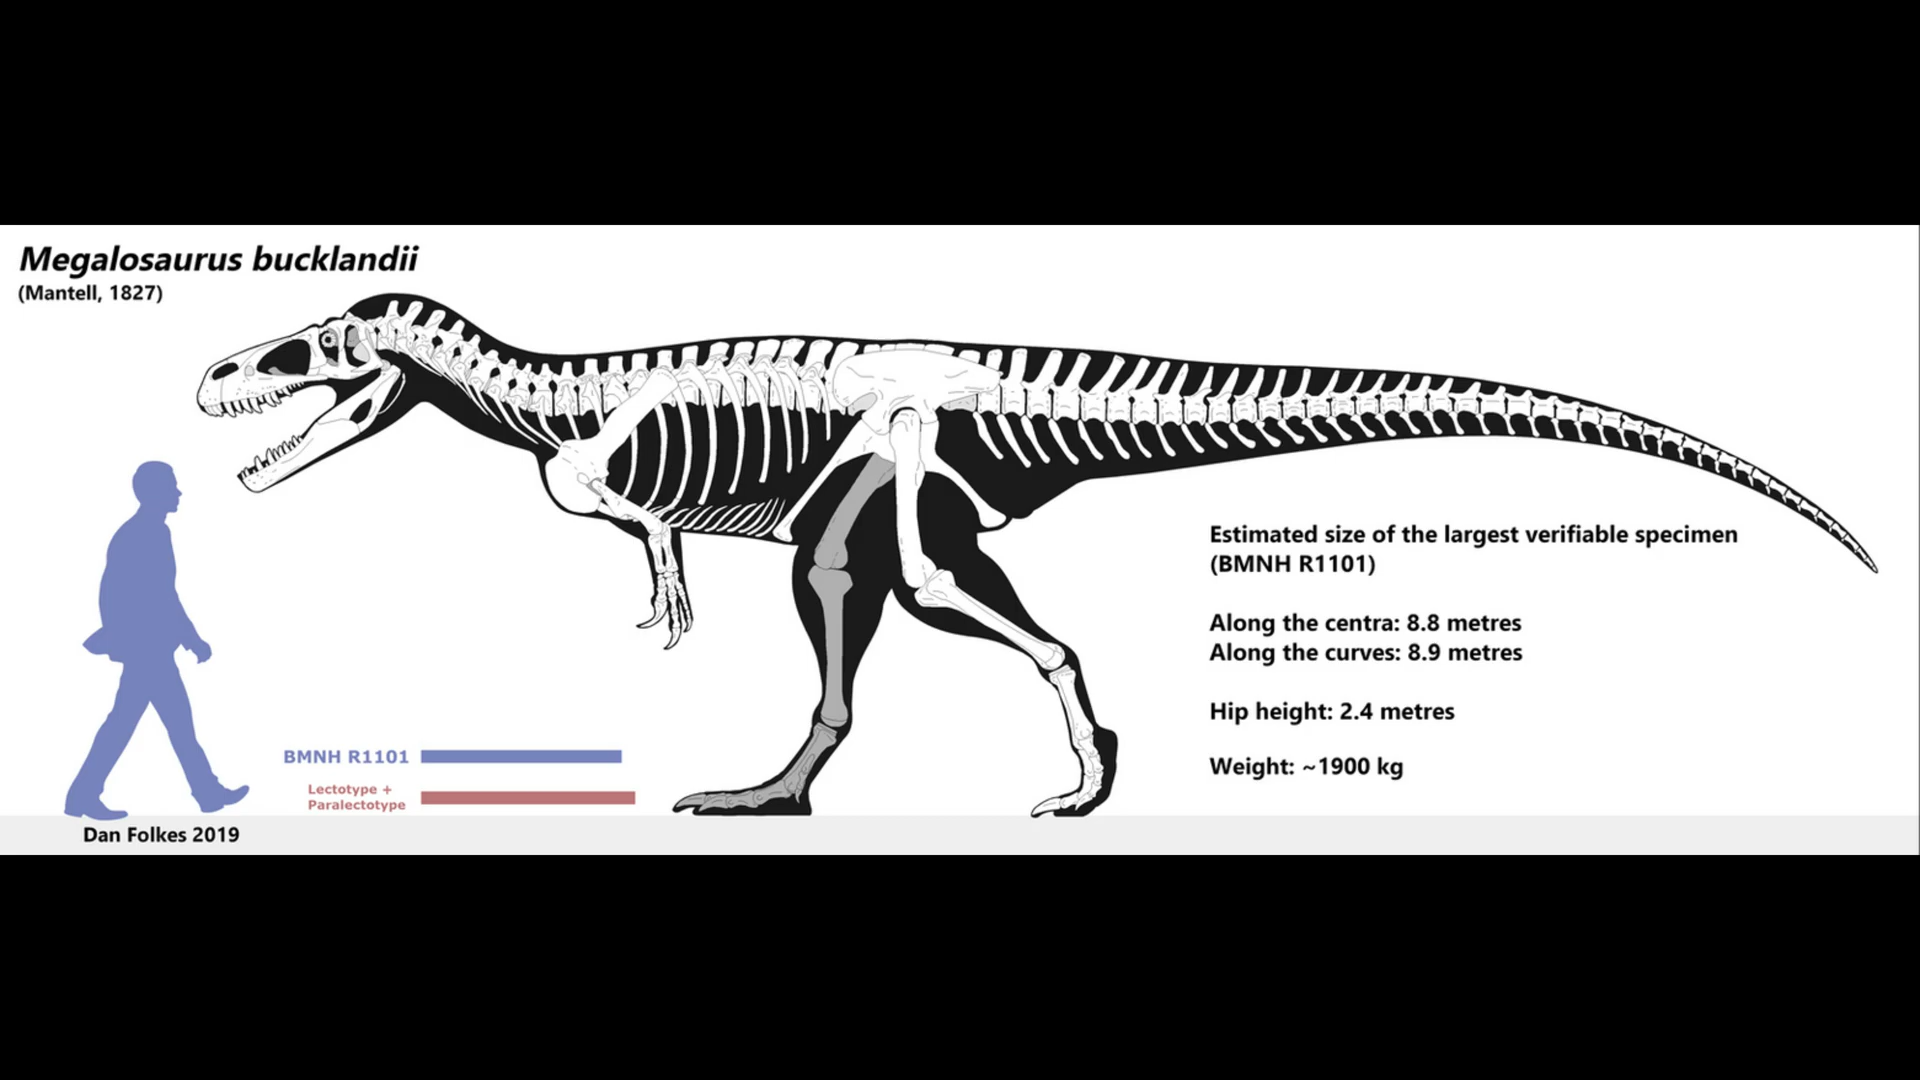 Megalosaurus bucklandii
(Mantell, 1827)
Estimated size of the largest verifiable specimen
(BMNH R1101)
Along the centra: 8.8 metres
Along the curves: 8.9 metres
Hip height: 2.4 metres
Weight: ~1900 kg
BMNH R1101
Lectotype +
Paralectotype
Dan Folkes 2019